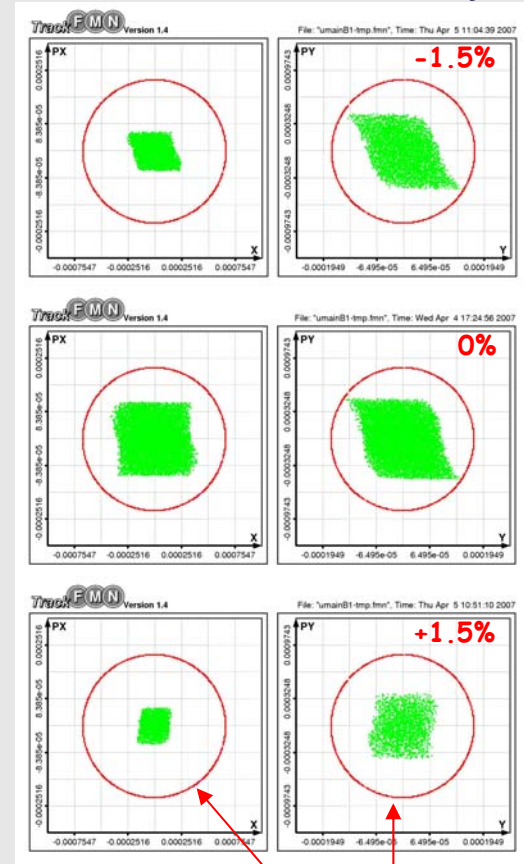 Track FMN Version 1.4
File: "umainB1-tmp.fmn", Time: Thu Apr 5 11:04:39 2007
PX
0.0002516
8.385e-05
-8.385e-05
-0.0002516
X
-0.0007547 -0.0002516 0.0002516 0.0007547
PY
-1.5%
0.0009743
0.0003248
-0.0003248
-0.0009743
Y
-0.0001949 -6.495e-05 6.495e-05 0.0001949
Track FMN Version 1.4
File: "umainB1-tmp.fmn", Time: Wed Apr 4 17:24:56 2007
PX
0.0002516
8.385e-05
-8.385e-05
-0.0002516
X
-0.0007547 -0.0002516 0.0002516 0.0007547
PY
0%
0.0009743
0.0003248
-0.0003248
-0.0009743
Y
-0.0001949 -6.495e-05 6.495e-05 0.0001949
Track FMN Version 1.4
File: "umainB1-tmp.fmn", Time: Thu Apr 5 10:51:10 2007
PX
0.0002516
8.385e-05
-8.385e-05
-0.0002516
X
-0.0007547 -0.0002516 0.0002516 0.0007547
PY
+1.5%
0.0009743
0.0003248
-0.0003248
-0.0009743
Y
-0.0001949 -6.495e-05 6.495e-05 0.0001949